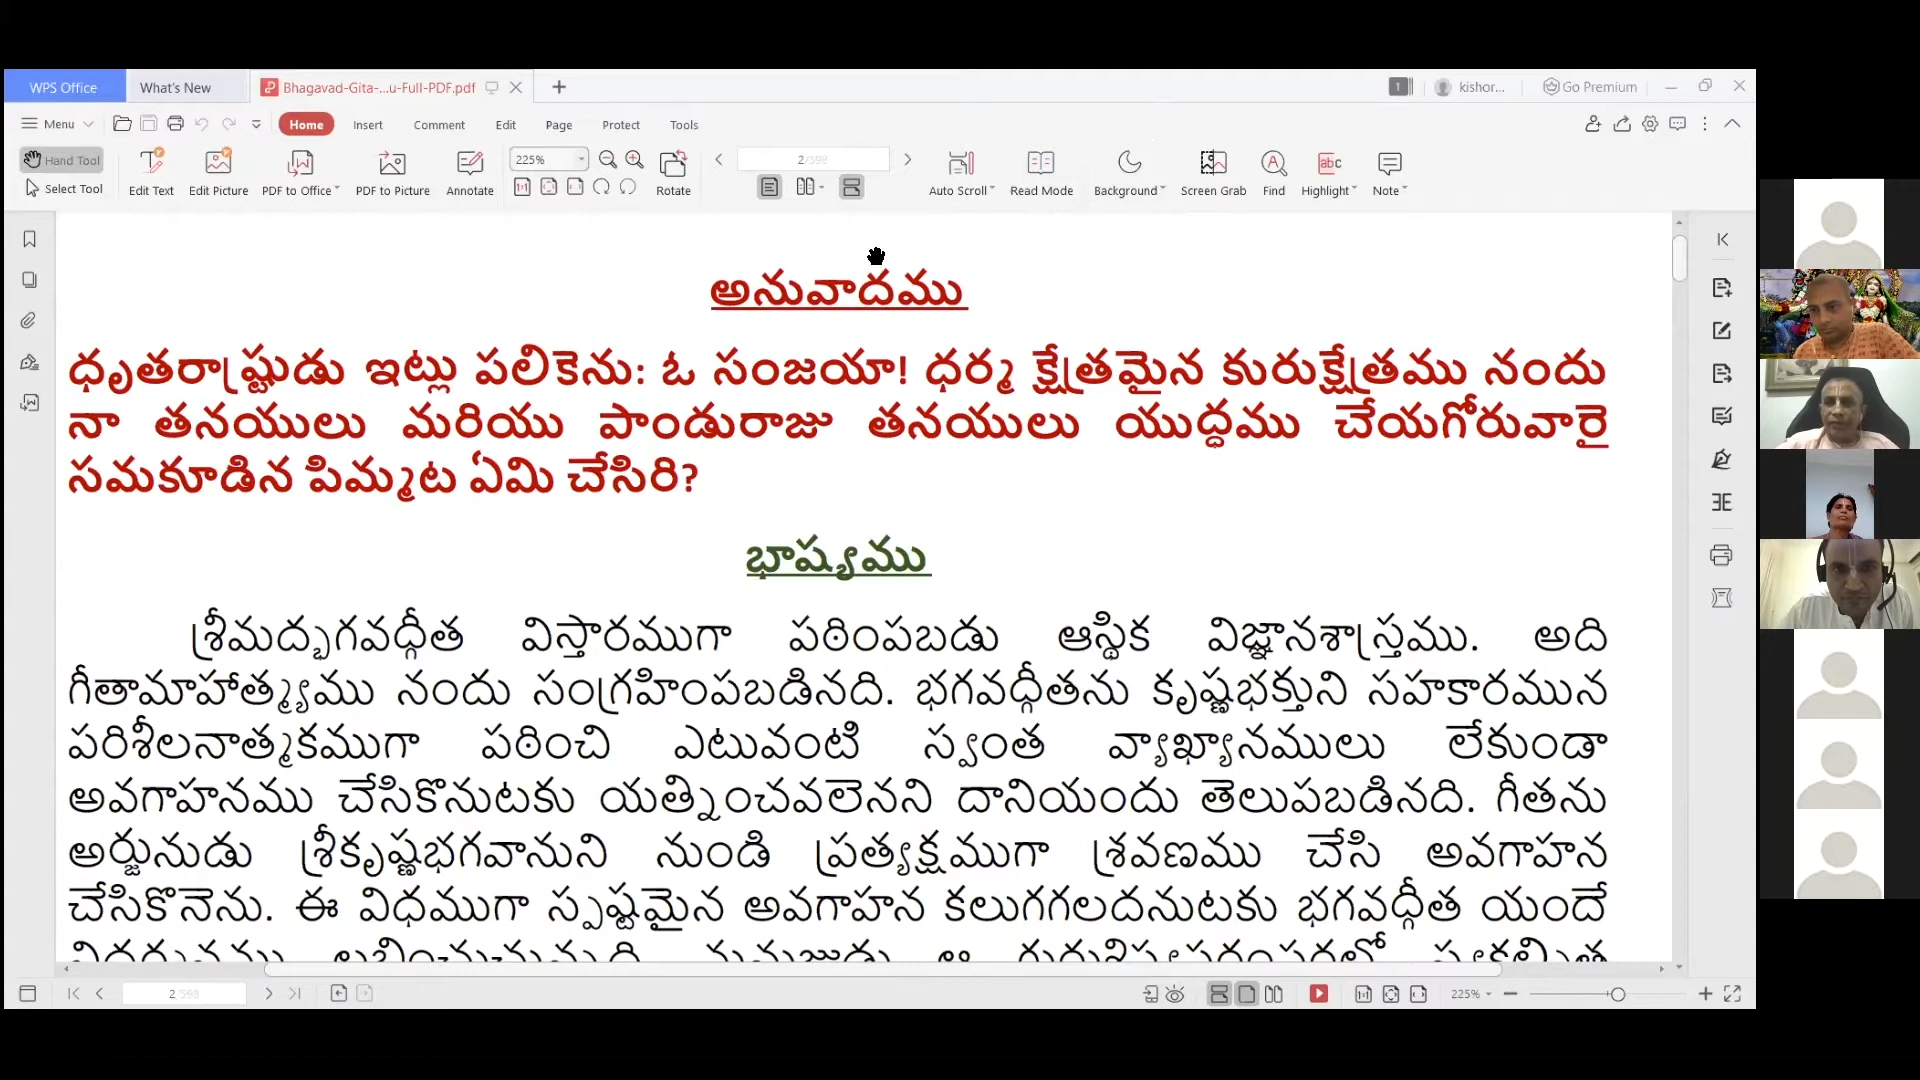 WPS Office What's New Bhagavad-Gita-...u-Full-PDF.pdf 1 kishor... Go Premium
Menu Home Insert Comment Edit Page Protect Tools
Hand Tool 225% 2/598
Select Tool Edit Text Edit Picture PDF to Office PDF to Picture Annotate Rotate Auto Scroll Read Mode Background Screen Grab Find Highlight Note
అనువాదము
ధృతరాష్ట్రుడు ఇట్లు పలికెను: ఓ సంజయా! ధర్మ క్షేత్రమైన కురుక్షేత్రము నందు
నా తనయులు మరియు పాండురాజు తనయులు యుద్ధము చేయగోరువారై
సమకూడిన పిమ్మట ఏమి చేసిరి?
భాష్యము
శ్రీమద్భగవద్గీత విస్తారముగా పఠింపబడు ఆస్థిక విజ్ఞానశాస్త్రము. అది
గీతామాహాత్మ్యము నందు సంగ్రహింపబడినది. భగవద్గీతను కృష్ణభక్తుని సహకారమున
పరిశీలనాత్మకముగా పఠించి ఎటువంటి స్వంత వ్యాఖ్యానములు లేకుండా
అవగాహనము చేసికొనుటకు యత్నించవలెనని దానియందు తెలుపబడినది. గీతను
అర్జునుడు శ్రీకృష్ణభగవానుని నుండి ప్రత్యక్షముగా శ్రవణము చేసి అవగాహన
చేసికొనెను. ఈ విధముగా స్పష్టమైన అవగాహన కలుగగలదనుటకు భగవద్గీత యందే
2/598 225%